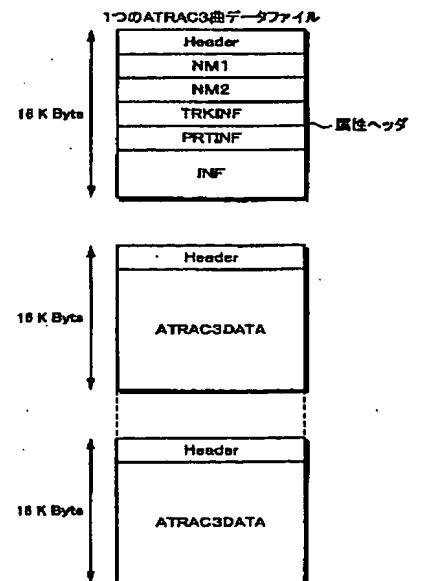 1つのATRAC3曲データファイル
Header
NM1
NM2
16 K Byte
TRKINF
属性ヘッダ
PRTINF
INF
Header
16 K Byte
ATRAC3DATA
Header
16 K Byte
ATRAC3DATA